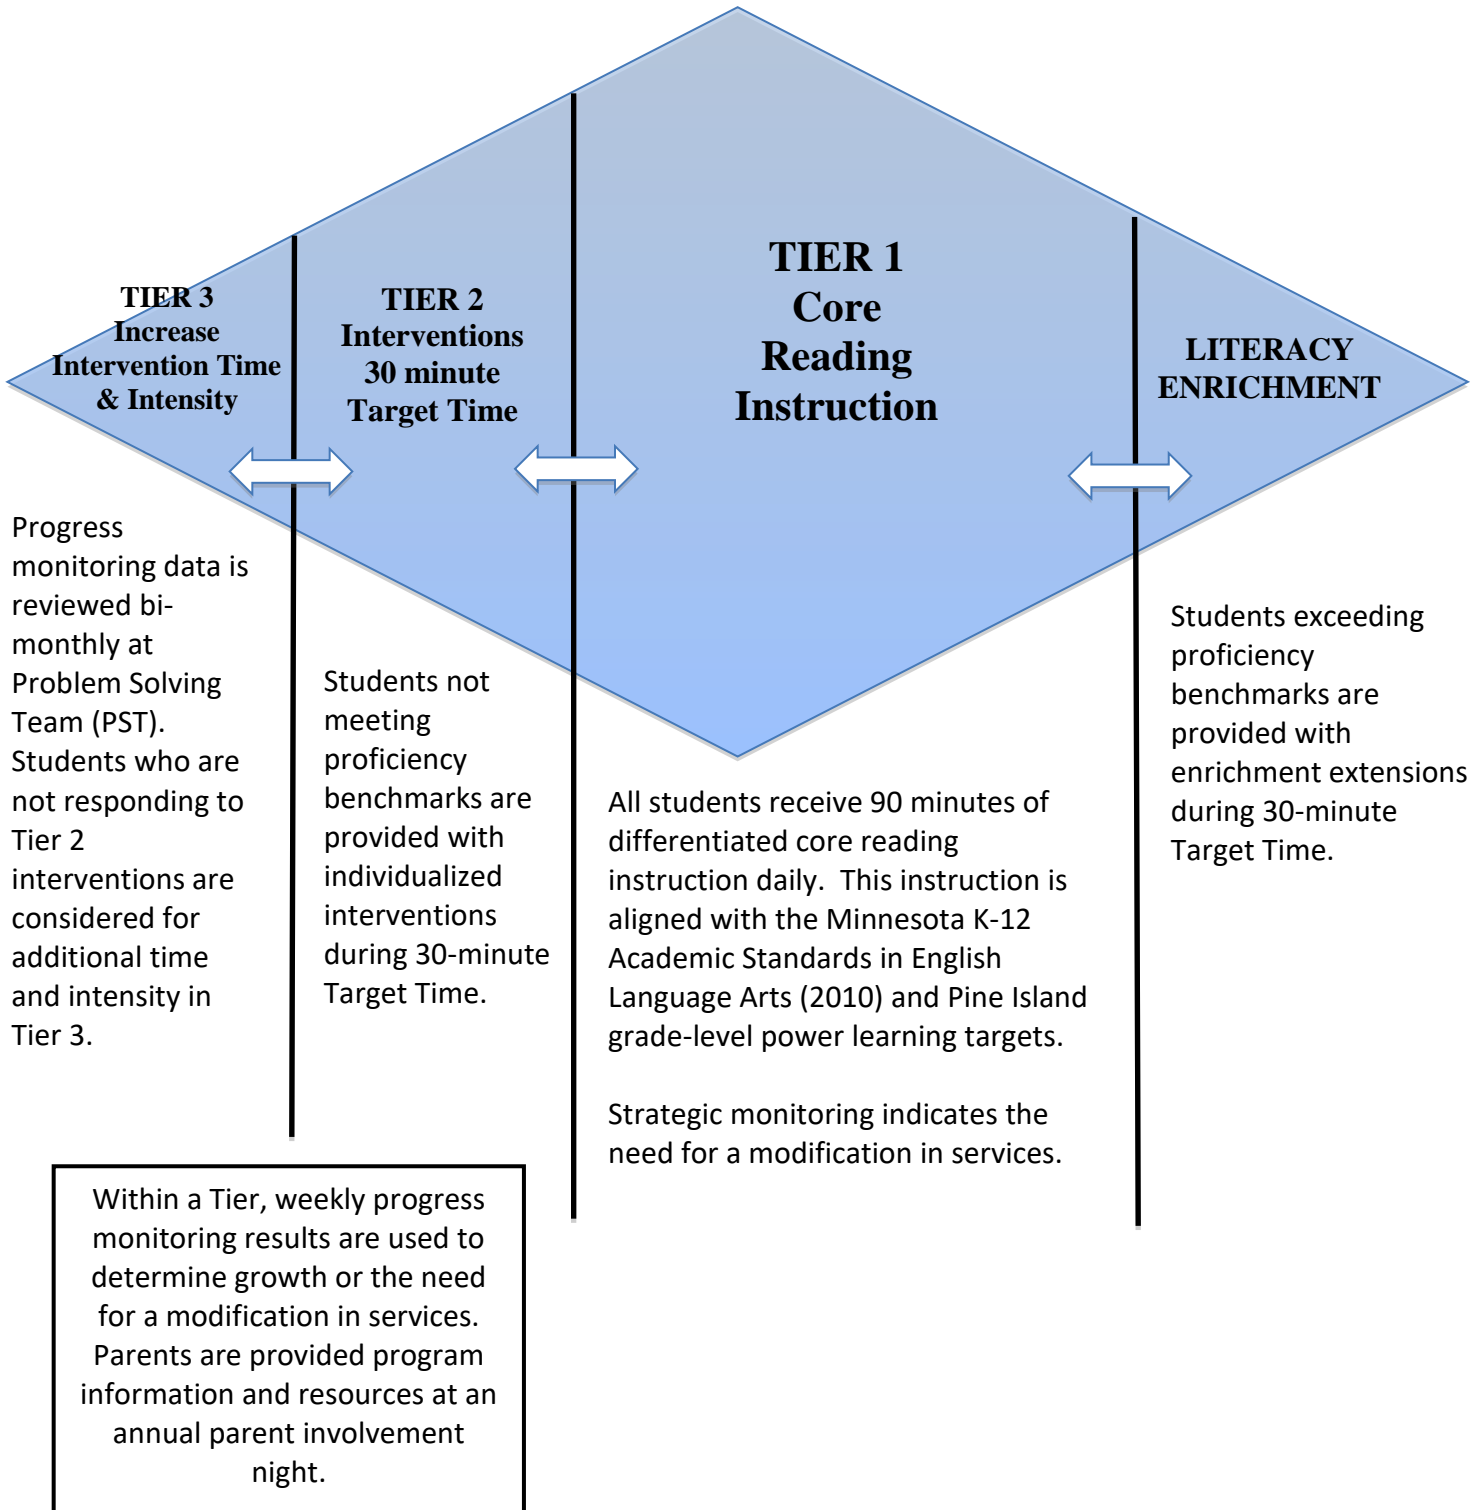 TIER 3
Increase
Intervention Time
& Intensity
TIER 2
Interventions
30 minute
Target Time
TIER 1
Core
Reading
Instruction
LITERACY
ENRICHMENT
Progress
monitoring data is
reviewed bi-
monthly at
Problem Solving
Team (PST).
Students who are
not responding to
Tier 2
interventions are
considered for
additional time
and intensity in
Tier 3.
Students not
meeting
proficiency
benchmarks are
provided with
individualized
interventions
during 30-minute
Target Time.
All students receive 90 minutes of
differentiated core reading
instruction daily.  This instruction is
aligned with the Minnesota K-12
Academic Standards in English
Language Arts (2010) and Pine Island
grade-level power learning targets.
Strategic monitoring indicates the
need for a modification in services.
Students exceeding
proficiency
benchmarks are
provided with
enrichment extensions
during 30-minute
Target Time.
Within a Tier, weekly progress
monitoring results are used to
determine growth or the need
for a modification in services.
Parents are provided program
information and resources at an
annual parent involvement
night.